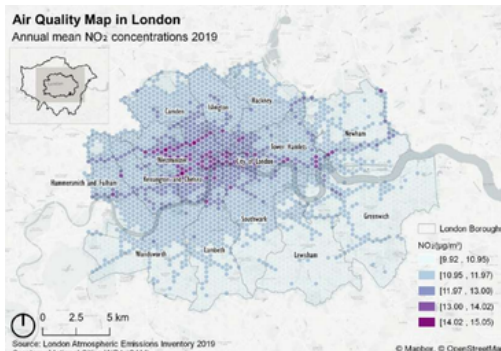 Air Quality Map in London
Annual mean NO₂ concentrations 2019
Camden
Islington
Hackney
Newham
Tower Hamlets
Westminster
City of London
Kensington and Chelsea
Hammersmith and Fulham
Southwark
Greenwich
Wandsworth
Lambeth
Lewisham
London Boroughs
NO₂(μg/m³)
[9.92 , 10.95]
[10.95 , 11.97]
[11.97 , 13.00]
[13.00 , 14.02]
[14.02 , 15.05]
0 2.5 5 km
Source: London Atmospheric Emissions Inventory 2019
© Mapbox, © OpenStreetMap